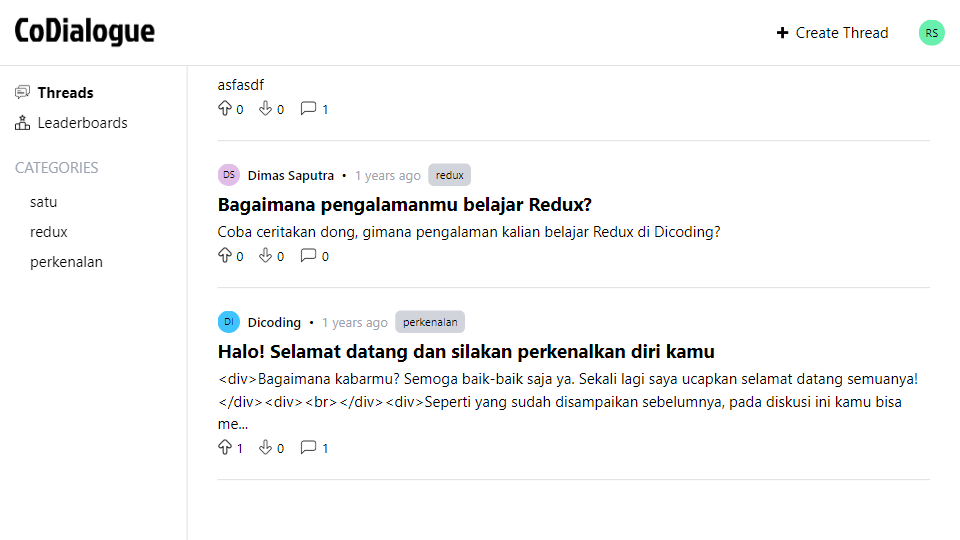 CoDialogue
Create Thread
RS
Threads
Leaderboards
CATEGORIES
satu
redux
perkenalan
asfasdf
0 0 1
DS Dimas Saputra • 1 years ago redux
Bagaimana pengalamanmu belajar Redux?
Coba ceritakan dong, gimana pengalaman kalian belajar Redux di Dicoding?
0 0 0
DI Dicoding • 1 years ago perkenalan
Halo! Selamat datang dan silakan perkenalkan diri kamu
<div>Bagaimana kabarmu? Semoga baik-baik saja ya. Sekali lagi saya ucapkan selamat datang semuanya!
</div><div><br></div><div>Seperti yang sudah disampaikan sebelumnya, pada diskusi ini kamu bisa
me...
1 0 1